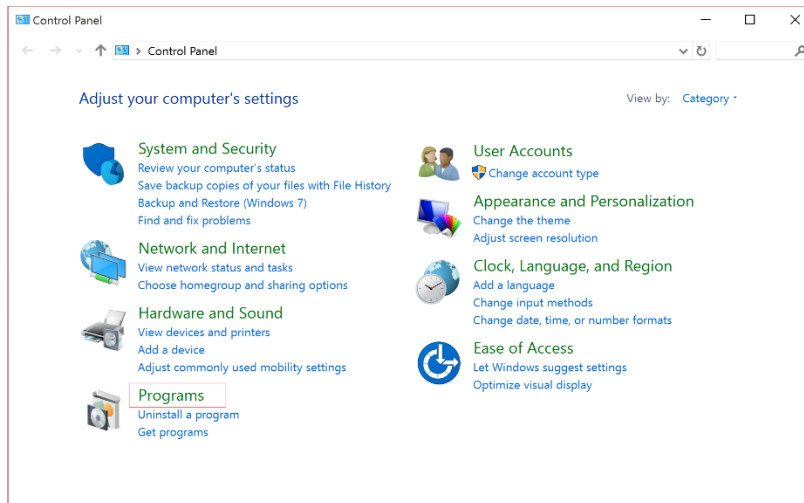 Control Panel
Control Panel
Adjust your computer's settings
View by: Category
System and Security
Review your computer's status
Save backup copies of your files with File History
Backup and Restore (Windows 7)
Find and fix problems
Network and Internet
View network status and tasks
Choose homegroup and sharing options
Hardware and Sound
View devices and printers
Add a device
Adjust commonly used mobility settings
Programs
Uninstall a program
Get programs
User Accounts
Change account type
Appearance and Personalization
Change the theme
Adjust screen resolution
Clock, Language, and Region
Add a language
Change input methods
Change date, time, or number formats
Ease of Access
Let Windows suggest settings
Optimize visual display